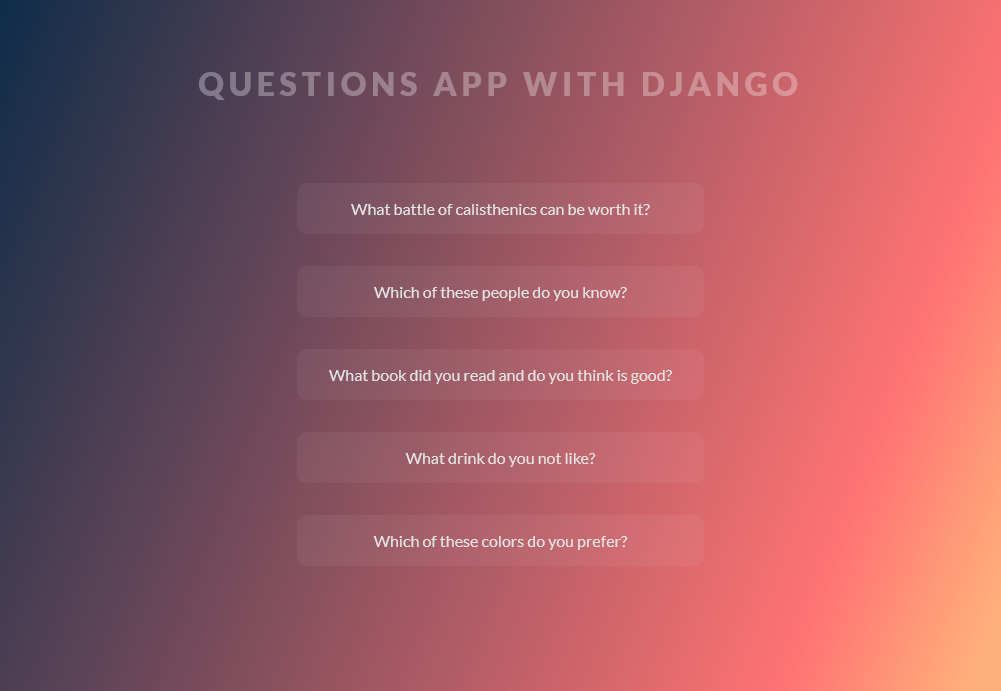 QUESTIONS APP WITH DJANGO
What battle of calisthenics can be worth it?
Which of these people do you know?
What book did you read and do you think is good?
What drink do you not like?
Which of these colors do you prefer?